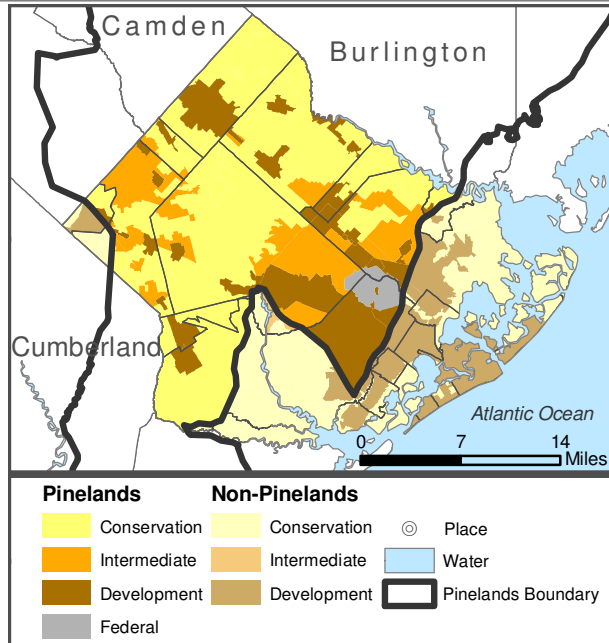 Camden
Burlington
Cumberland
Atlantic Ocean
0 7 14
Miles
Pinelands Non-Pinelands
Conservation Conservation Place
Intermediate Intermediate Water
Development Development Pinelands Boundary
Federal